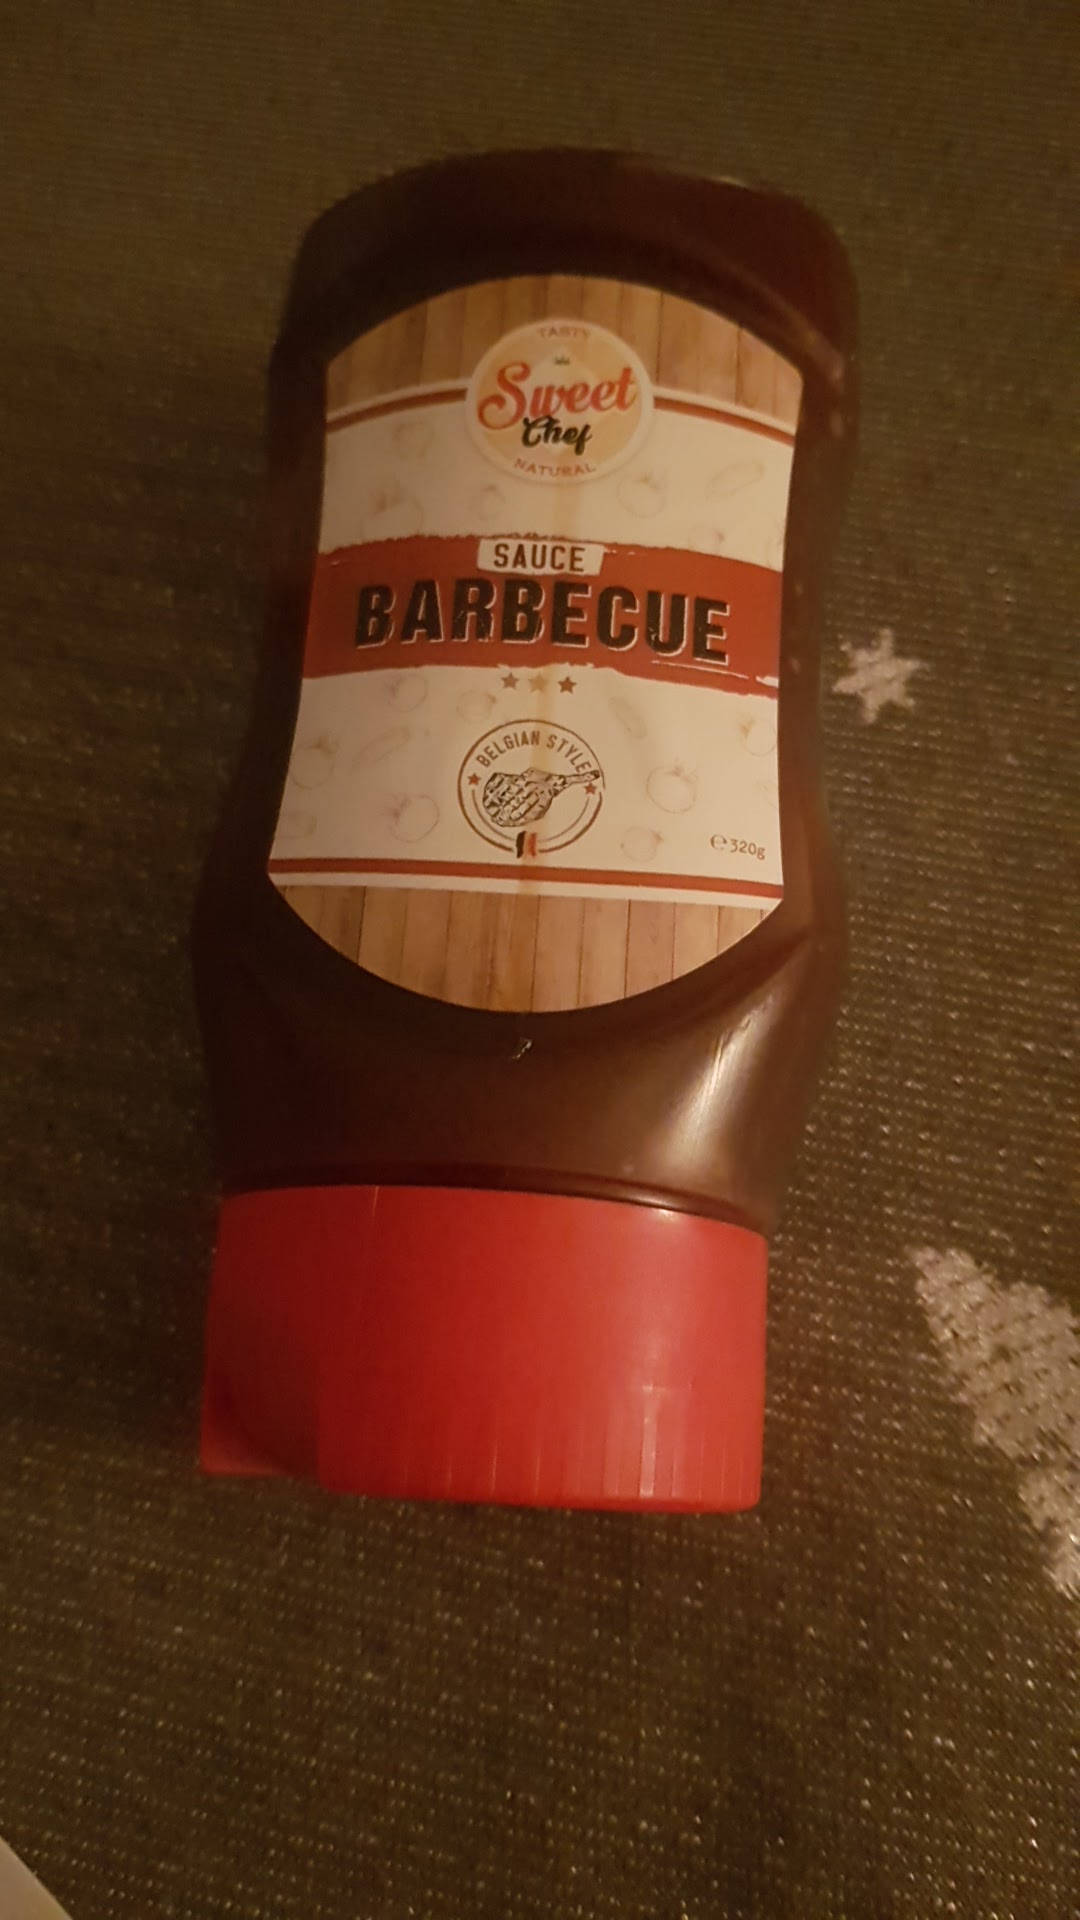 TASTY
Sweet
Chef
NATURAL
SAUCE
BARBECUE
BELGIAN STYLE
℮320g